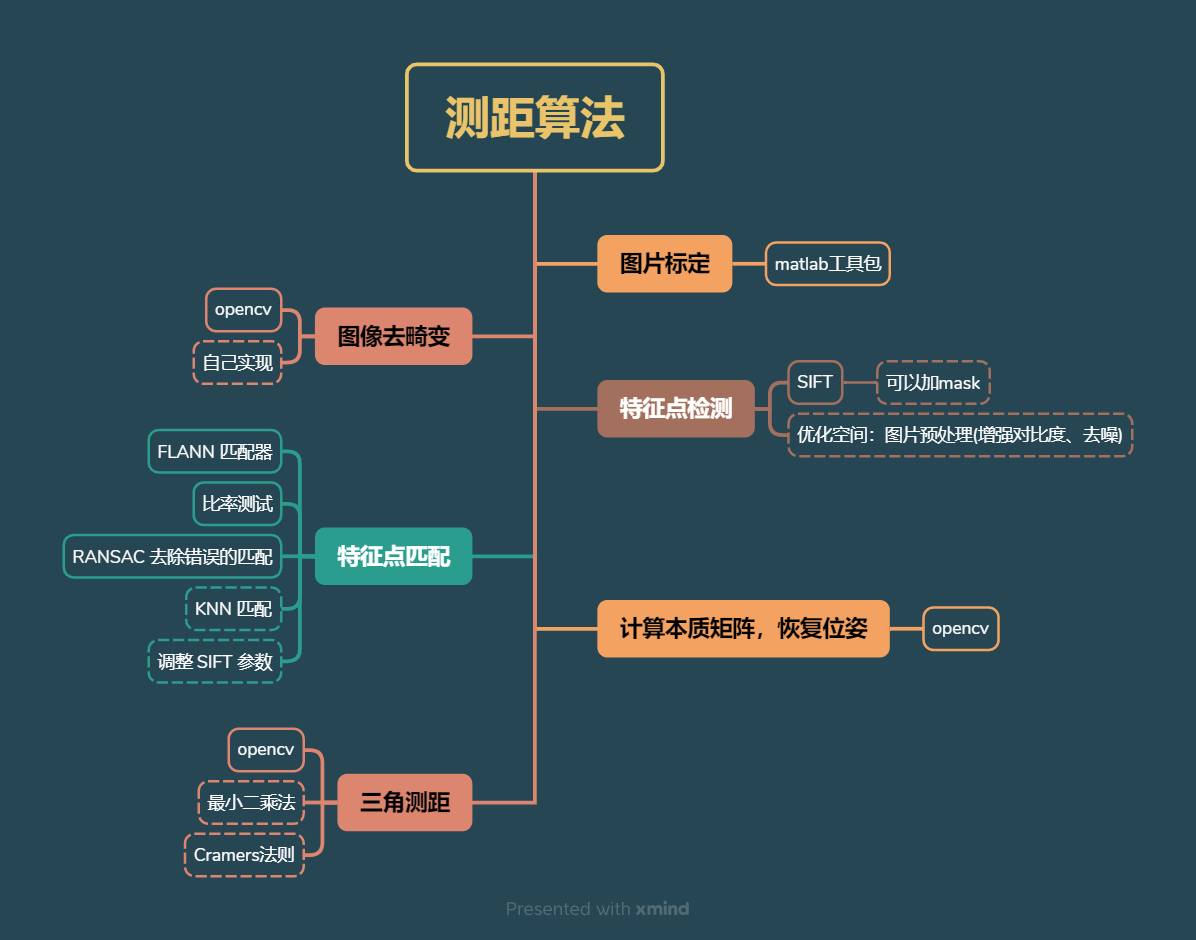 测距算法
图片标定
matlab工具包
opencv
自己实现
图像去畸变
特征点检测
SIFT
可以加mask
优化空间：图片预处理(增强对比度、去噪)
FLANN 匹配器
比率测试
RANSAC 去除错误的匹配
KNN 匹配
调整 SIFT 参数
特征点匹配
计算本质矩阵，恢复位姿
opencv
opencv
最小二乘法
Cramers法则
三角测距
Presented with xmind